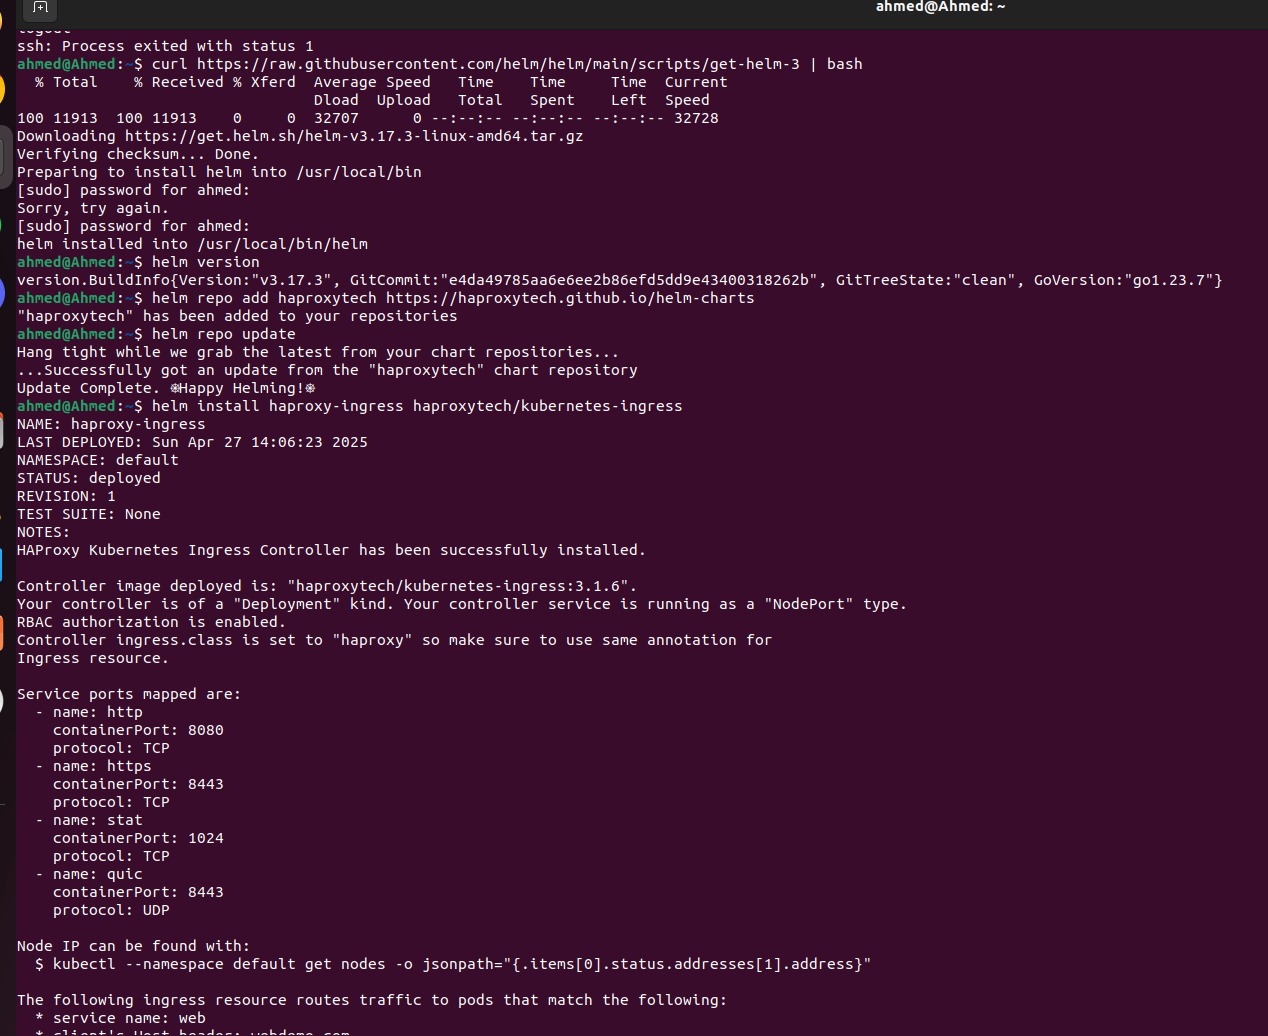 ahmed@Ahmed: ~
logout
ssh: Process exited with status 1
ahmed@Ahmed:~$ curl https://raw.githubusercontent.com/helm/helm/main/scripts/get-helm-3 | bash
  % Total    % Received % Xferd  Average Speed   Time    Time     Time  Current
                                 Dload  Upload   Total   Spent    Left  Speed
100 11913  100 11913    0     0  32707      0 --:--:-- --:--:-- --:--:-- 32728
Downloading https://get.helm.sh/helm-v3.17.3-linux-amd64.tar.gz
Verifying checksum... Done.
Preparing to install helm into /usr/local/bin
[sudo] password for ahmed:
Sorry, try again.
[sudo] password for ahmed:
helm installed into /usr/local/bin/helm
ahmed@Ahmed:~$ helm version
version.BuildInfo{Version:"v3.17.3", GitCommit:"e4da49785aa6e6ee2b86efd5dd9e43400318262b", GitTreeState:"clean", GoVersion:"go1.23.7"}
ahmed@Ahmed:~$ helm repo add haproxytech https://haproxytech.github.io/helm-charts
"haproxytech" has been added to your repositories
ahmed@Ahmed:~$ helm repo update
Hang tight while we grab the latest from your chart repositories...
...Successfully got an update from the "haproxytech" chart repository
Update Complete. ⎈Happy Helming!⎈
ahmed@Ahmed:~$ helm install haproxy-ingress haproxytech/kubernetes-ingress
NAME: haproxy-ingress
LAST DEPLOYED: Sun Apr 27 14:06:23 2025
NAMESPACE: default
STATUS: deployed
REVISION: 1
TEST SUITE: None
NOTES:
HAProxy Kubernetes Ingress Controller has been successfully installed.

Controller image deployed is: "haproxytech/kubernetes-ingress:3.1.6".
Your controller is of a "Deployment" kind. Your controller service is running as a "NodePort" type.
RBAC authorization is enabled.
Controller ingress.class is set to "haproxy" so make sure to use same annotation for
Ingress resource.

Service ports mapped are:
  - name: http
    containerPort: 8080
    protocol: TCP
  - name: https
    containerPort: 8443
    protocol: TCP
  - name: stat
    containerPort: 1024
    protocol: TCP
  - name: quic
    containerPort: 8443
    protocol: UDP

Node IP can be found with:
  $ kubectl --namespace default get nodes -o jsonpath="{.items[0].status.addresses[1].address}"

The following ingress resource routes traffic to pods that match the following:
  * service name: web
  * client's Host header: webdemo.com